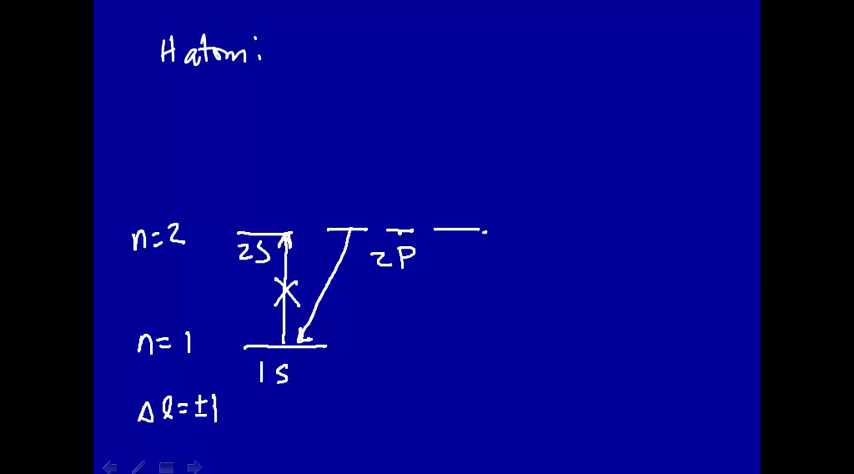 H atom:
n=2
2S
2P
n=1
1s
Δl=±1